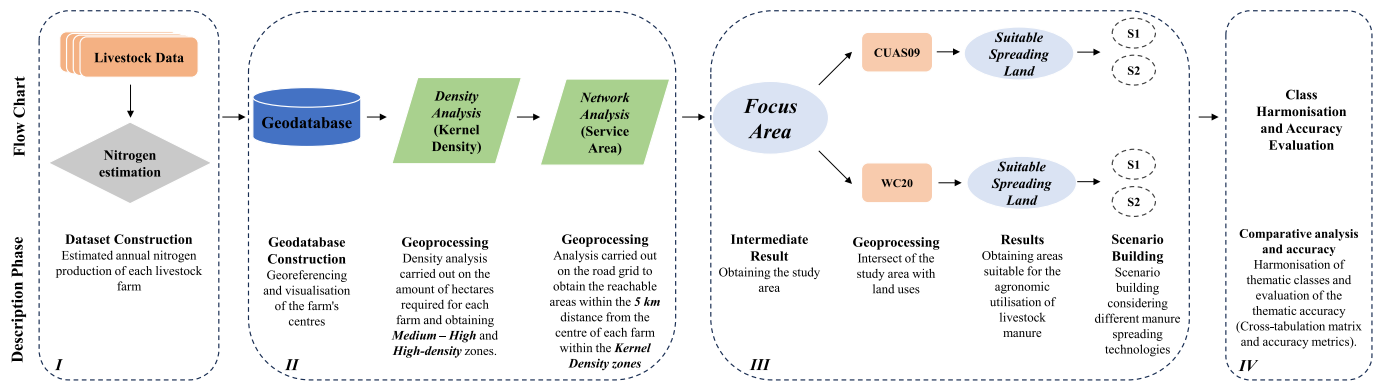 Flow Chart
Livestock Data
Nitrogen
estimation
Geodatabase
Density
Analysis
(Kernel
Density)
Network
Analysis
(Service
Area)
Focus
Area
CUAS09
Suitable
Spreading
Land
S1
S2
WC20
Suitable
Spreading
Land
S1
S2
Class
Harmonisation
and Accuracy
Evaluation
Description Phase
Dataset Construction
Estimated annual nitrogen
production of each livestock
farm
I
Geodatabase
Construction
Georeferencing
and visualisation
of the farm's
centres
Geoprocessing
Density analysis
carried out on the
amount of hectares
required for each
farm and obtaining
Medium – High and
High-density zones.
Geoprocessing
Analysis carried out
on the road grid to
obtain the reachable
areas within the 5 km
distance from the
centre of each farm
within the Kernel
Density zones
II
Intermediate
Result
Obtaining the study
area
Geoprocessing
Intersect of the
study area with
land uses
Results
Obtaining areas
suitable for the
agronomic
utilisation of
livestock
manure
Scenario
Building
Scenario
building
considering
different manure
spreading
technologies
III
Comparative analysis
and accuracy
Harmonisation of
thematic classes and
evaluation of the
thematic accuracy
(Cross-tabulation matrix
and accuracy metrics).
IV